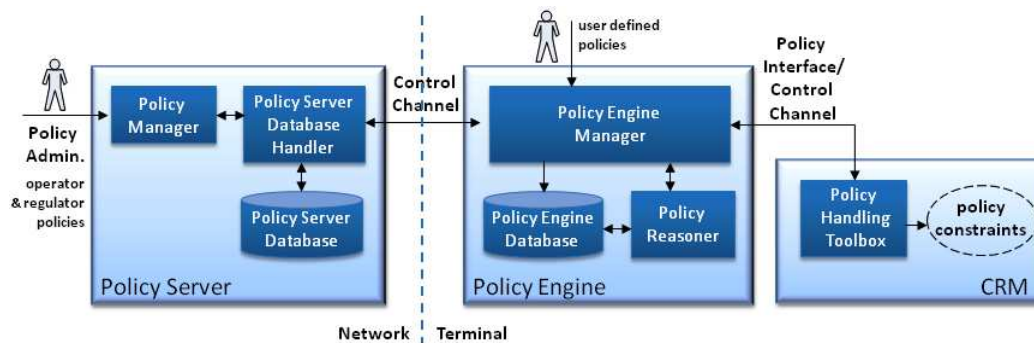 user defined
policies
Policy
Admin.
operator
& regulator
policies
Policy
Manager
Policy Server
Database
Handler
Policy Server
Database
Policy Server
Control
Channel
Policy Engine
Manager
Policy Engine
Database
Policy
Reasoner
Policy Engine
Policy
Interface/
Control
Channel
Policy
Handling
Toolbox
policy
constraints
CRM
Network
Terminal